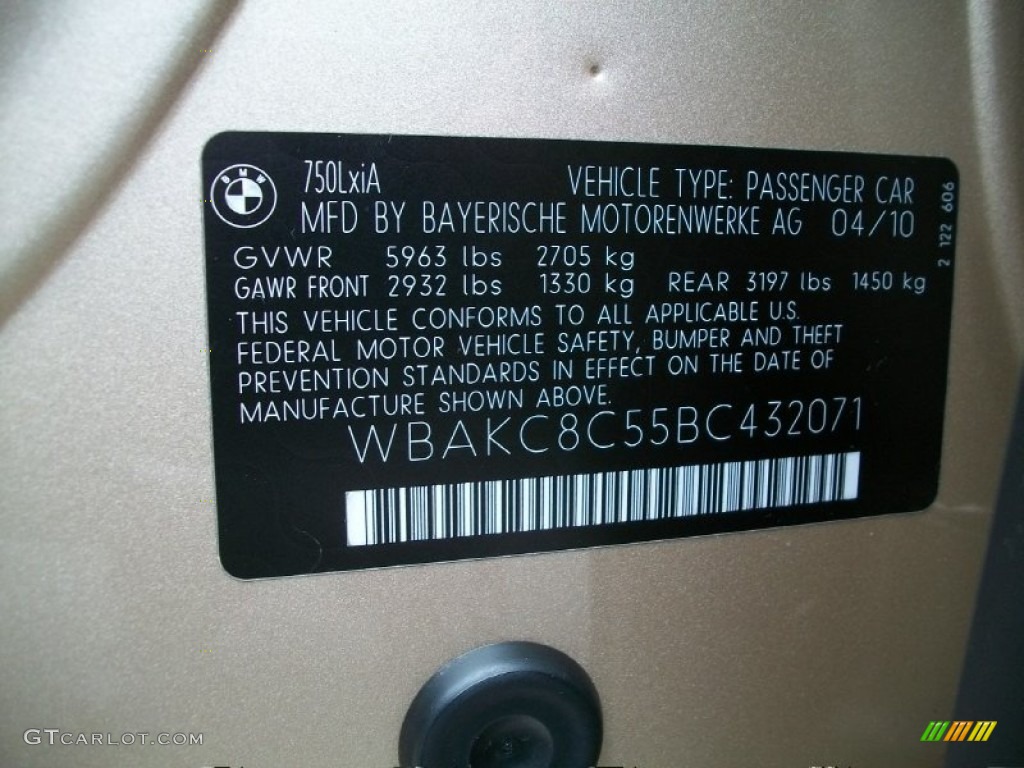 BMW
750LxiA VEHICLE TYPE: PASSENGER CAR
MFD BY BAYERISCHE MOTORENWERKE AG 04/10
2 122 606
GVWR 5963 lbs 2705 kg
GAWR FRONT 2932 lbs 1330 kg REAR 3197 lbs 1450 kg
THIS VEHICLE CONFORMS TO ALL APPLICABLE U.S.
FEDERAL MOTOR VEHICLE SAFETY, BUMPER AND THEFT
PREVENTION STANDARDS IN EFFECT ON THE DATE OF
MANUFACTURE SHOWN ABOVE.
WBAKC8C55BC432071
GTCARLOT.COM